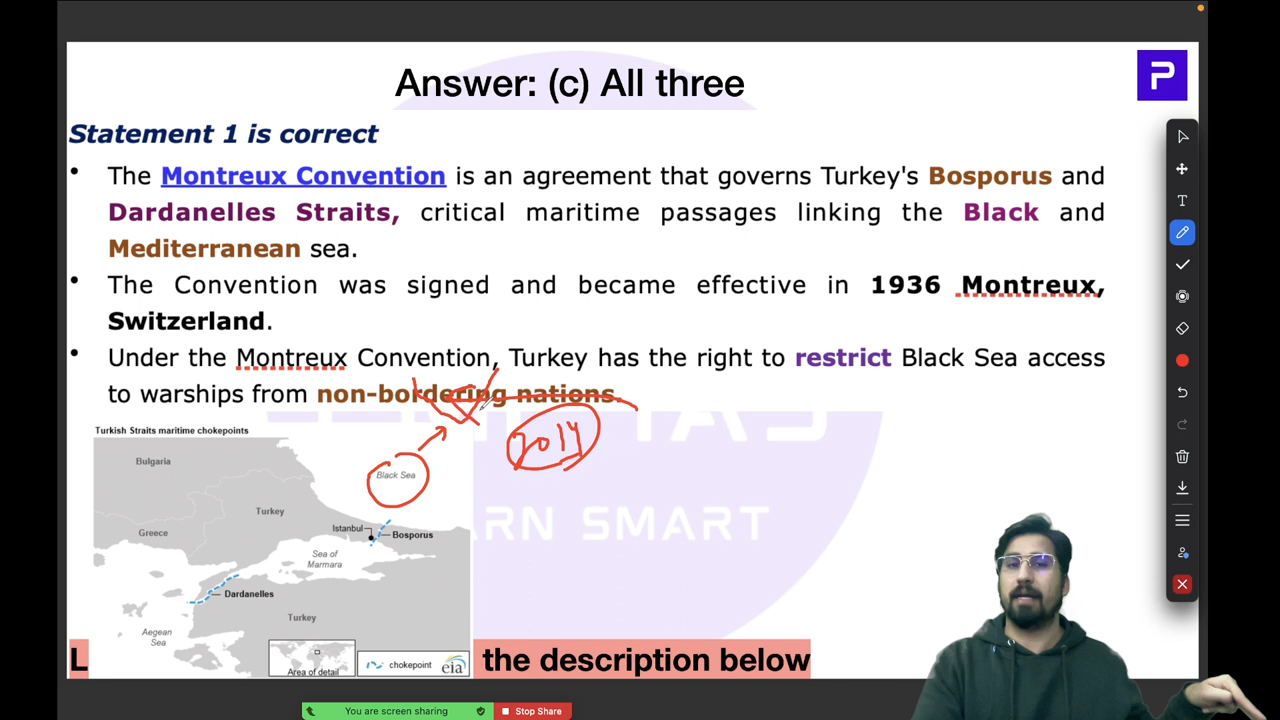 Answer: (c) All three
P
Statement 1 is correct
• The Montreux Convention is an agreement that governs Turkey's Bosporus and
Dardanelles Straits, critical maritime passages linking the Black and
Mediterranean sea.
• The Convention was signed and became effective in 1936 Montreux,
Switzerland.
• Under the Montreux Convention, Turkey has the right to restrict Black Sea access
to warships from non-bordering nations.
2014
Turkish Straits maritime chokepoints
Bulgaria
Black Sea
Turkey
Istanbul
Bosporus
Greece
Sea of
Marmara
Dardanelles
Turkey
Aegean
Sea
RN SMART
Area of detail
chokepoint
eia
L the description below
T
You are screen sharing
Stop Share